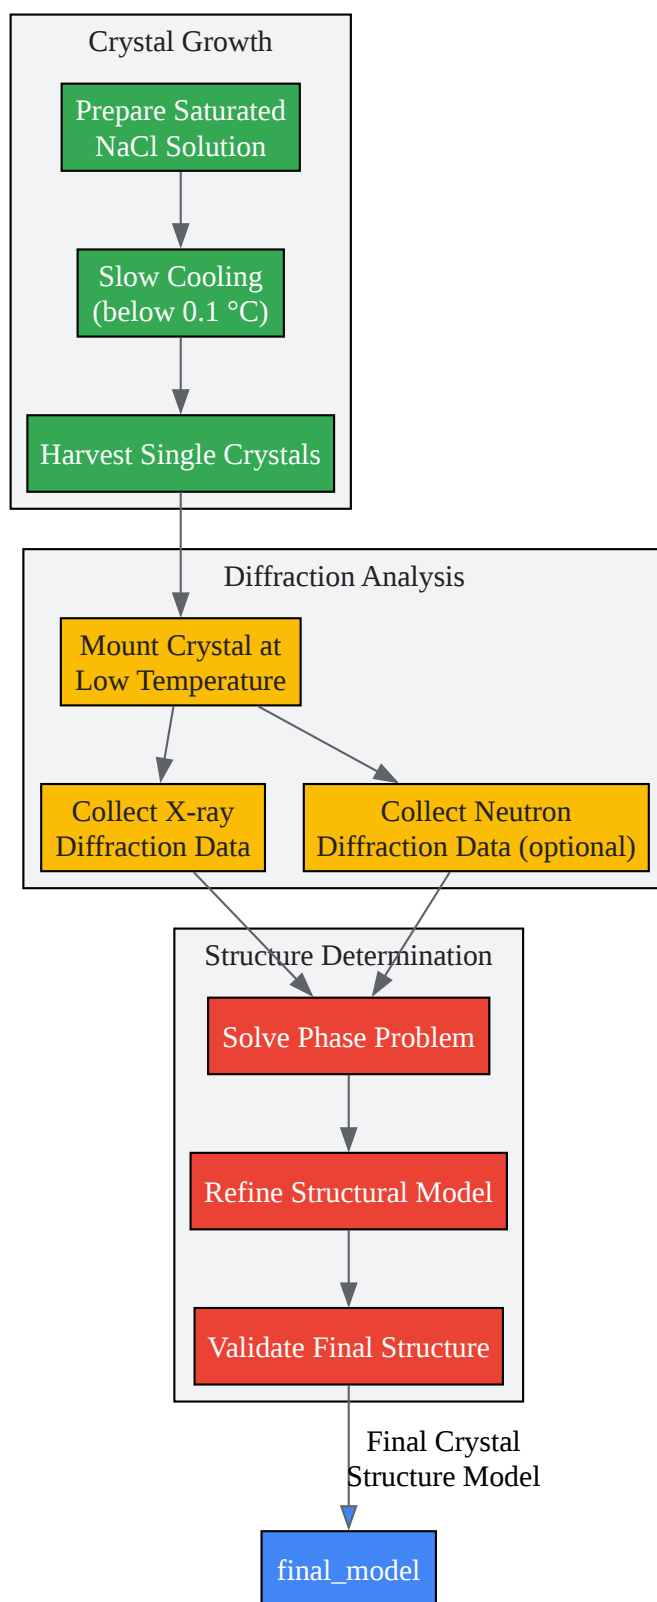 Crystal Growth
Prepare Saturated
NaCl Solution
Slow Cooling
(below 0.1 °C)
Harvest Single Crystals
Diffraction Analysis
Mount Crystal at
Low Temperature
Collect X-ray
Diffraction Data
Collect Neutron
Diffraction Data (optional)
Structure Determination
Solve Phase Problem
Refine Structural Model
Validate Final Structure
Final Crystal
Structure Model
final_model